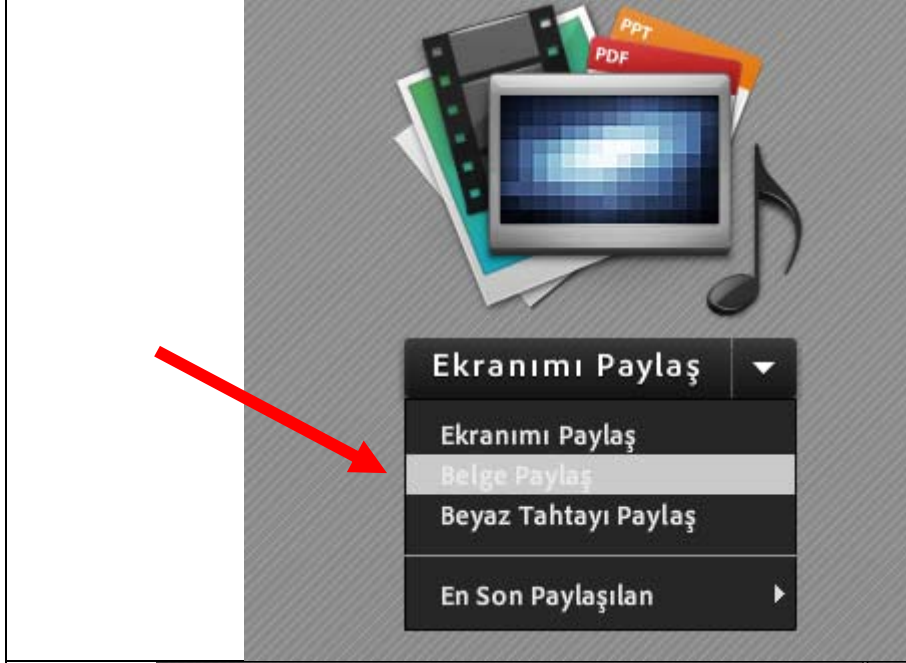 PPT
PDF
Ekranımı Paylaş
Ekranımı Paylaş
Belge Paylaş
Beyaz Tahtayı Paylaş
En Son Paylaşılan